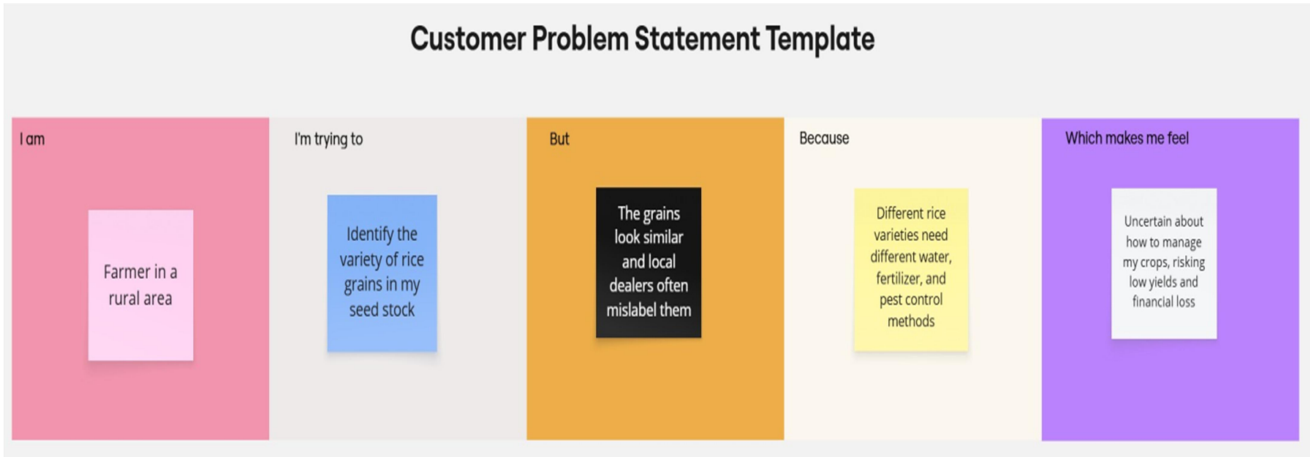 Customer Problem Statement Template
I am
Farmer in a
rural area
I'm trying to
Identify the
variety of rice
grains in my
seed stock
But
The grains
look similar
and local
dealers often
mislabel them
Because
Different rice
varieties need
different water,
fertilizer, and
pest control
methods
Which makes me feel
Uncertain about
how to manage
my crops, risking
low yields and
financial loss